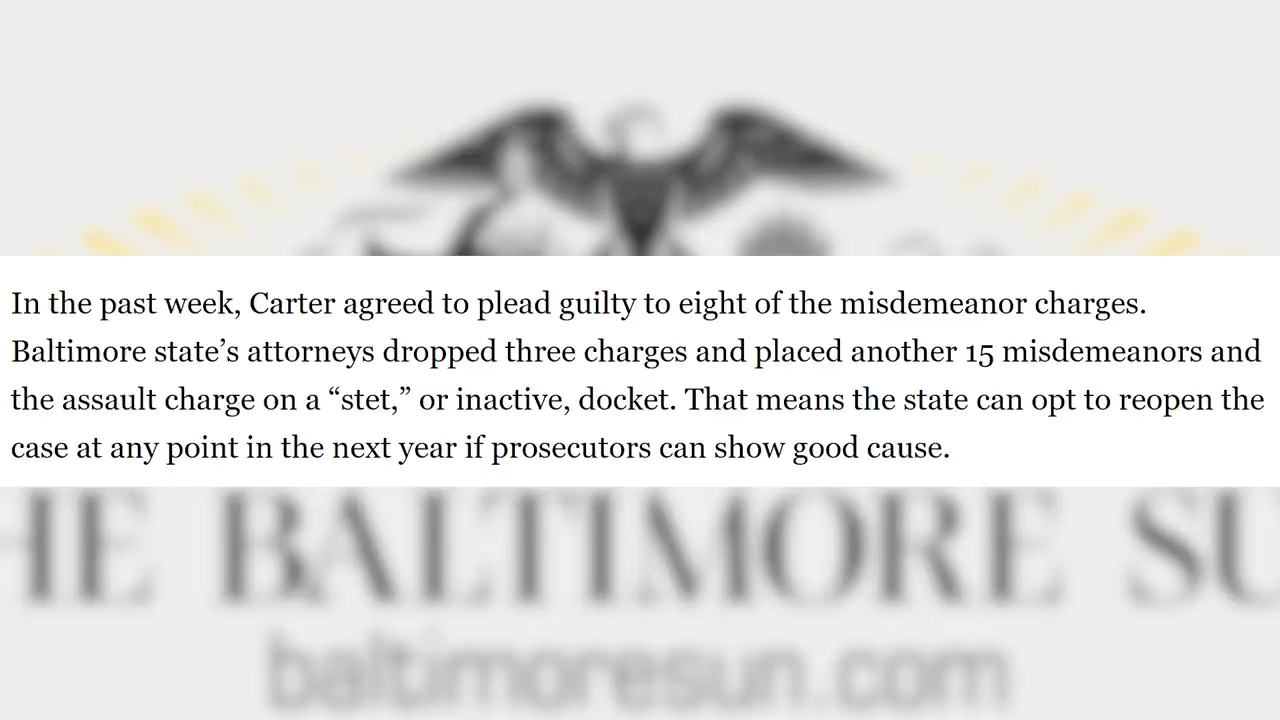 In the past week, Carter agreed to plead guilty to eight of the misdemeanor charges.
Baltimore state’s attorneys dropped three charges and placed another 15 misdemeanors and
the assault charge on a “stet,” or inactive, docket. That means the state can opt to reopen the
case at any point in the next year if prosecutors can show good cause.
HE BALTIMORE SU
baltimoresun.com